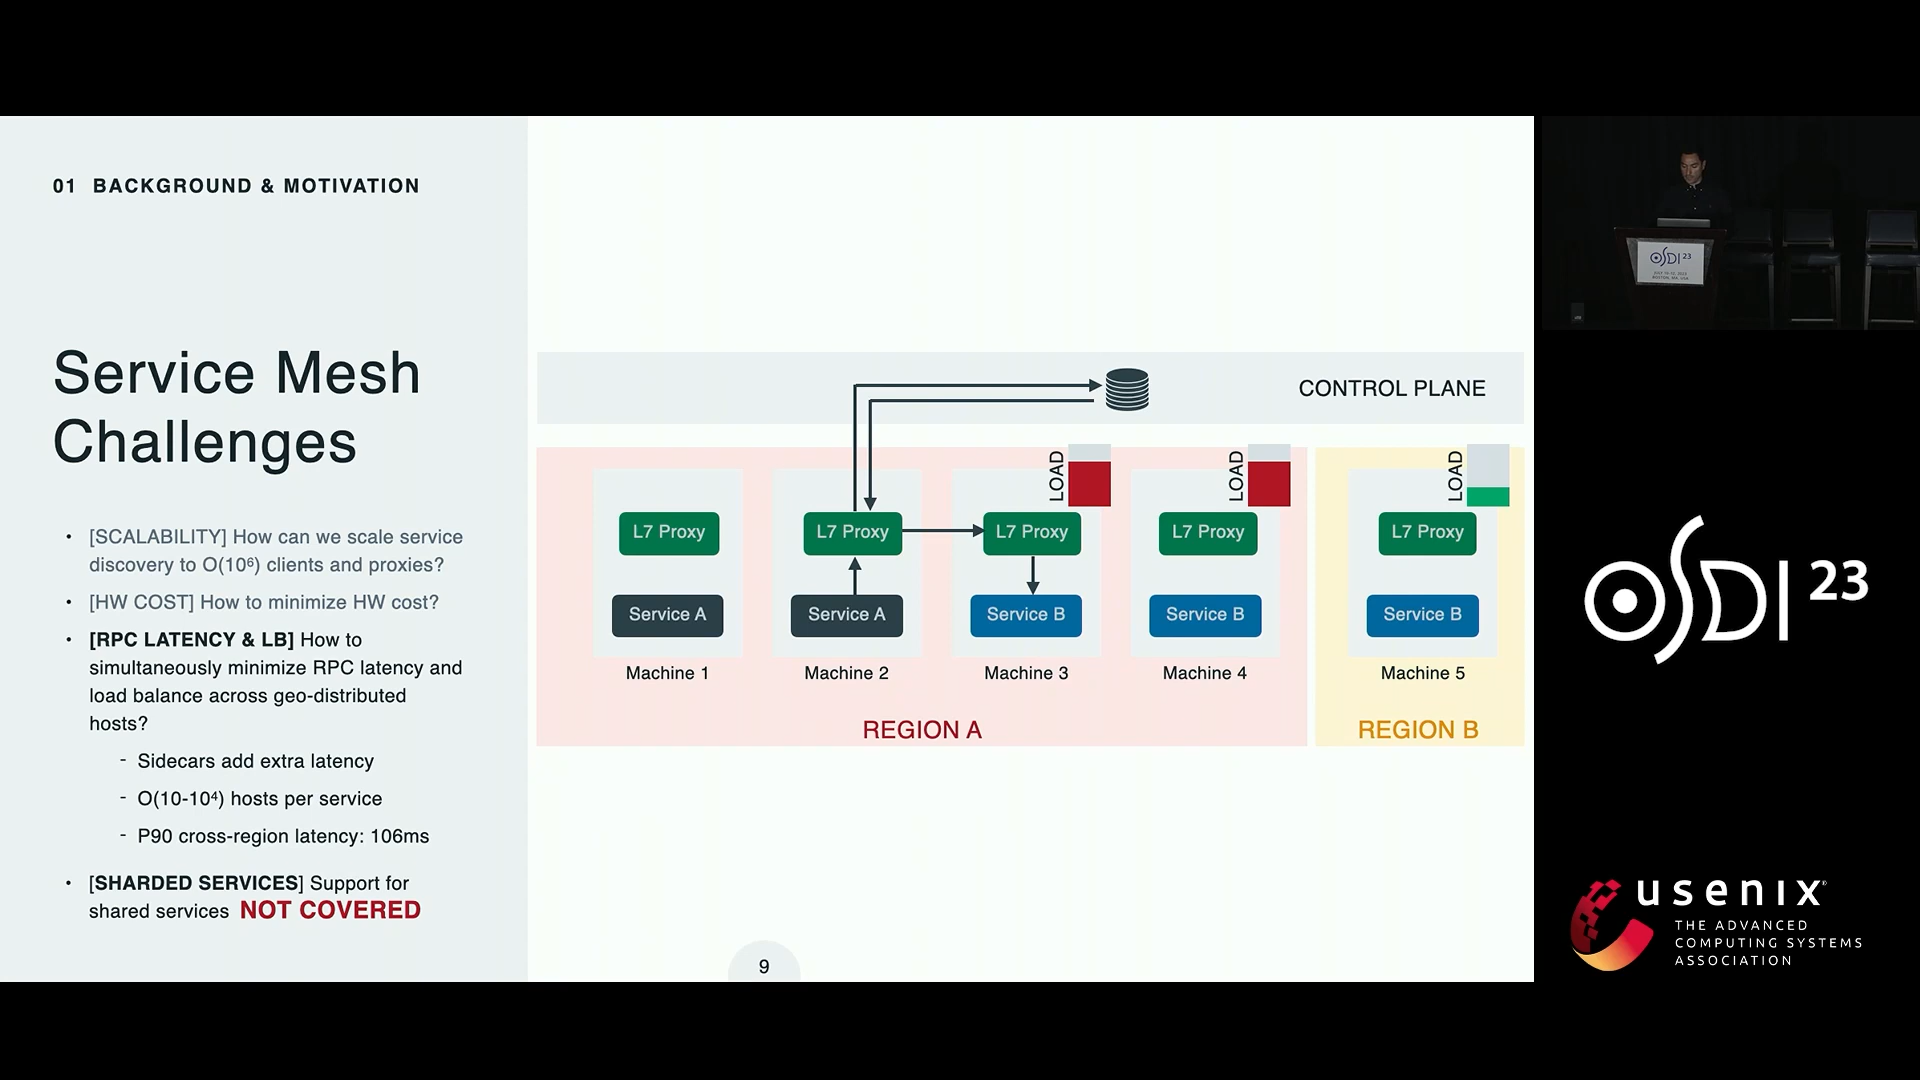 01 BACKGROUND & MOTIVATION
Service Mesh
Challenges
• [SCALABILITY] How can we scale service
discovery to O(10⁶) clients and proxies?
• [HW COST] How to minimize HW cost?
• [RPC LATENCY & LB] How to
simultaneously minimize RPC latency and
load balance across geo-distributed
hosts?
- Sidecars add extra latency
- O(10-10⁴) hosts per service
- P90 cross-region latency: 106ms
• [SHARDED SERVICES] Support for
shared services NOT COVERED
CONTROL PLANE
LOAD
LOAD
LOAD
L7 Proxy
L7 Proxy
L7 Proxy
L7 Proxy
L7 Proxy
Service A
Service A
Service B
Service B
Service B
Machine 1
Machine 2
Machine 3
Machine 4
Machine 5
REGION A
REGION B
9
OSDI 23
OSDI 23
usenix
THE ADVANCED
COMPUTING SYSTEMS
ASSOCIATION